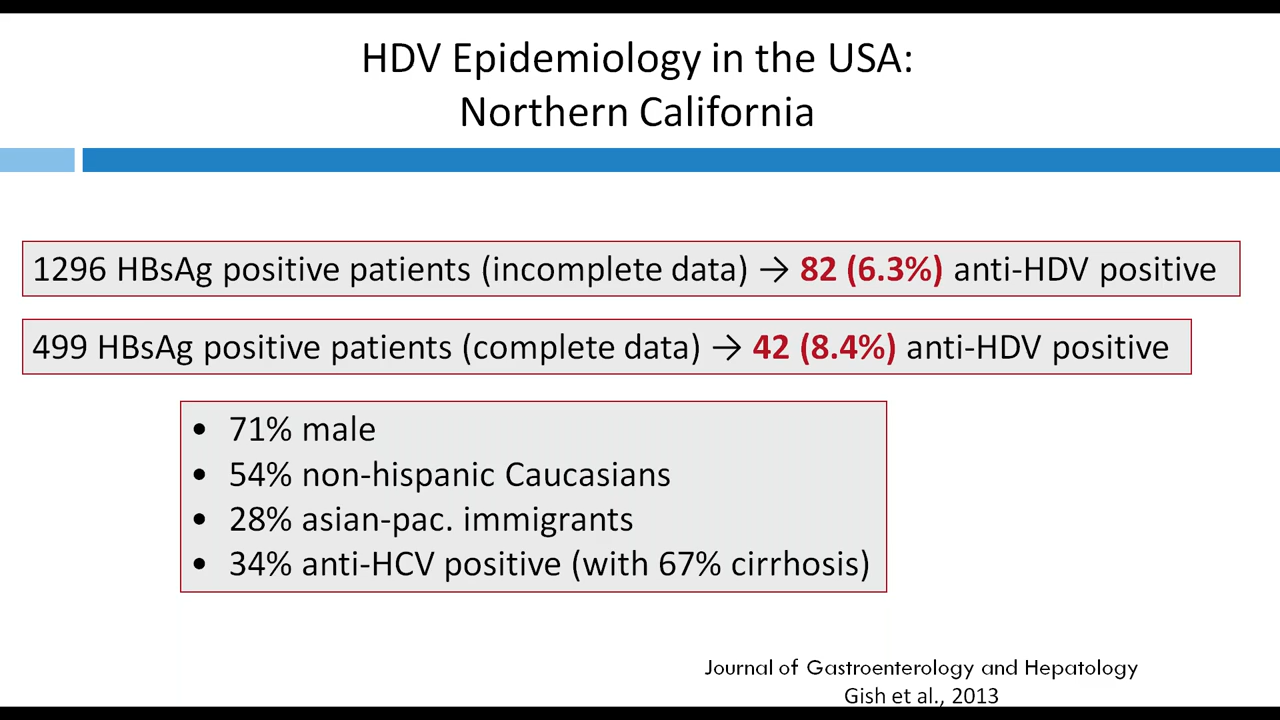 HDV Epidemiology in the USA:
Northern California
1296 HBsAg positive patients (incomplete data) → 82 (6.3%) anti-HDV positive
499 HBsAg positive patients (complete data) → 42 (8.4%) anti-HDV positive
• 71% male
• 54% non-hispanic Caucasians
• 28% asian-pac. immigrants
• 34% anti-HCV positive (with 67% cirrhosis)
Journal of Gastroenterology and Hepatology
Gish et al., 2013